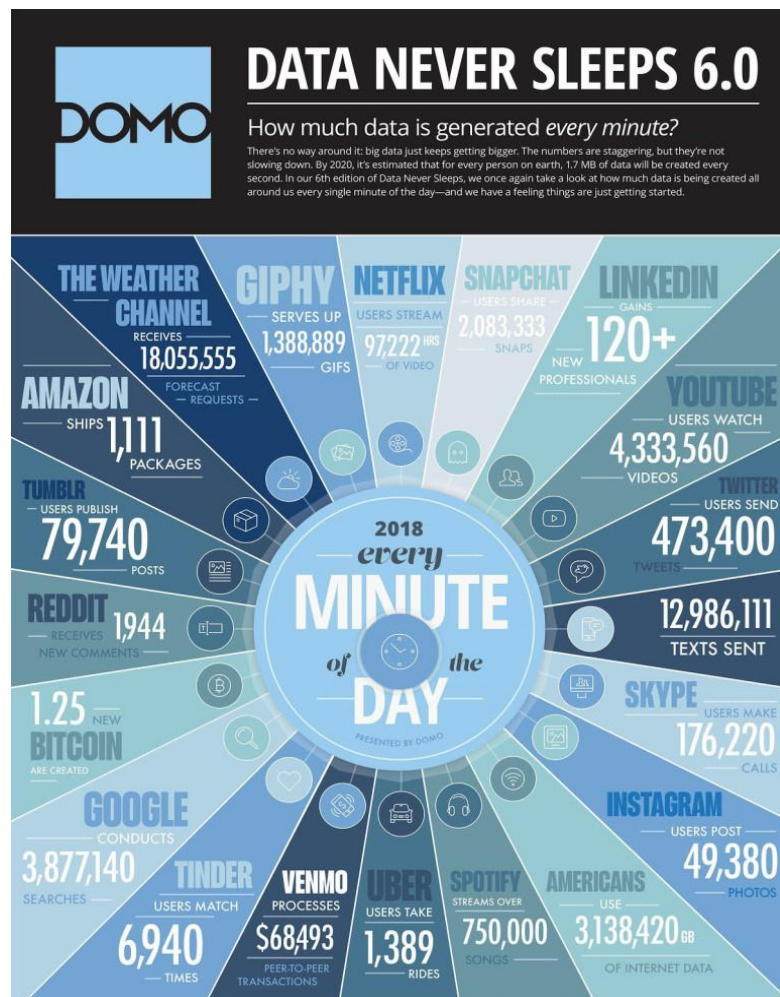 DOMO
DATA NEVER SLEEPS 6.0
How much data is generated every minute?
There's no way around it: big data just keeps getting bigger. The numbers are staggering, but they're not
slowing down. By 2020, it's estimated that for every person on earth, 1.7 MB of data will be created every
second. In our 6th edition of Data Never Sleeps, we once again take a look at how much data is being created all
around us every single minute of the day—and we have a feeling things are just getting started.
THE WEATHER
CHANNEL
RECEIVES
18,055,555
FORECAST
REQUESTS
GIPHY
SERVES UP
1,388,889
GIFS
NETFLIX
USERS STREAM
97,222 HRS
OF VIDEO
SNAPCHAT
USERS SHARE
2,083,333
SNAPS
LINKEDIN
GAINS
120+
NEW
PROFESSIONALS
YOUTUBE
USERS WATCH
4,333,560
VIDEOS
TWITTER
USERS SEND
473,400
TWEETS
12,986,111
TEXTS SENT
SKYPE
USERS MAKE
176,220
CALLS
INSTAGRAM
USERS POST
49,380
PHOTOS
AMERICANS
USE
3,138,420 GB
OF INTERNET DATA
SPOTIFY
STREAMS OVER
750,000
SONGS
UBER
USERS TAKE
1,389
RIDES
VENMO
PROCESSES
$68,493
PEER-TO-PEER
TRANSACTIONS
TINDER
USERS MATCH
6,940
TIMES
GOOGLE
CONDUCTS
3,877,140
SEARCHES
1.25 NEW
BITCOIN
ARE CREATED
REDDIT
RECEIVES 1,944
NEW COMMENTS
TUMBLR
USERS PUBLISH
79,740
POSTS
AMAZON
SHIPS 1,111
PACKAGES
2018
every
MINUTE
of the
DAY
PRESENTED BY DOMO